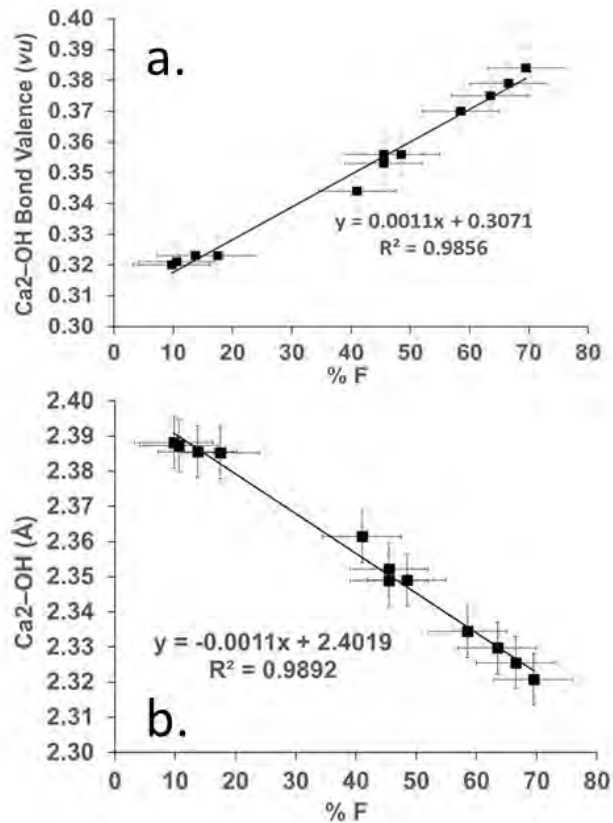 a.
Ca2–OH Bond Valence (vu)
0.40
0.39
0.38
0.37
0.36
0.35
0.34
0.33
0.32
0.31
0.30
y = 0.0011x + 0.3071
R² = 0.9856
0 10 20 30 40 50 60 70 80
% F
Ca2–OH (Å)
2.40
2.39
2.38
2.37
2.36
2.35
2.34
2.33
2.32
2.31
2.30
y = -0.0011x + 2.4019
R² = 0.9892
b.
0 10 20 30 40 50 60 70 80
% F